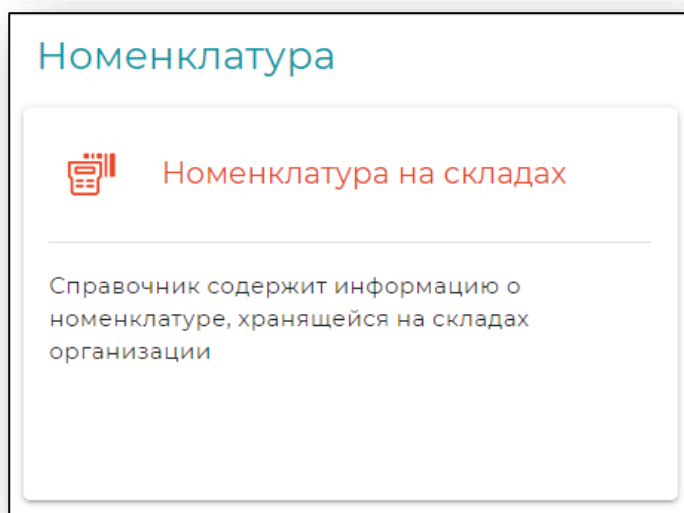 Номенклатура
Номенклатура на складах
Справочник содержит информацию о
номенклатуре, хранящейся на складах
организации